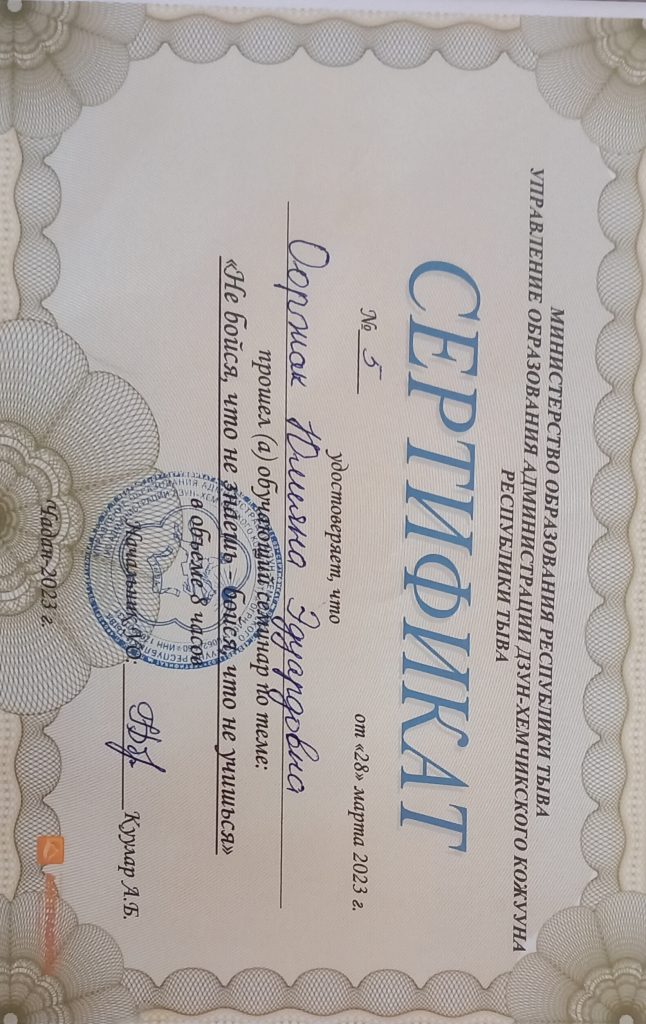 МИНИСТЕРСТВО ОБРАЗОВАНИЯ РЕСПУБЛИКИ ТЫВА
УПРАВЛЕНИЕ ОБРАЗОВАНИЯ АДМИНИСТРАЦИИ ДЗУН-ХЕМЧИКСКОГО КОЖУУНА
РЕСПУБЛИКИ ТЫВА
СЕРТИФИКАТ
№ 5 от «28» марта 2023 г.
удостоверяет, что
Ооржак Юлияна Эдуардовна
прошел (а) обучающий семинар по теме:
«Не бойся, что не знаешь - бойся, что не учишься»
в объеме 8 часов
Начальник УО: Куулар А.Б.
Чадан-2023 г.